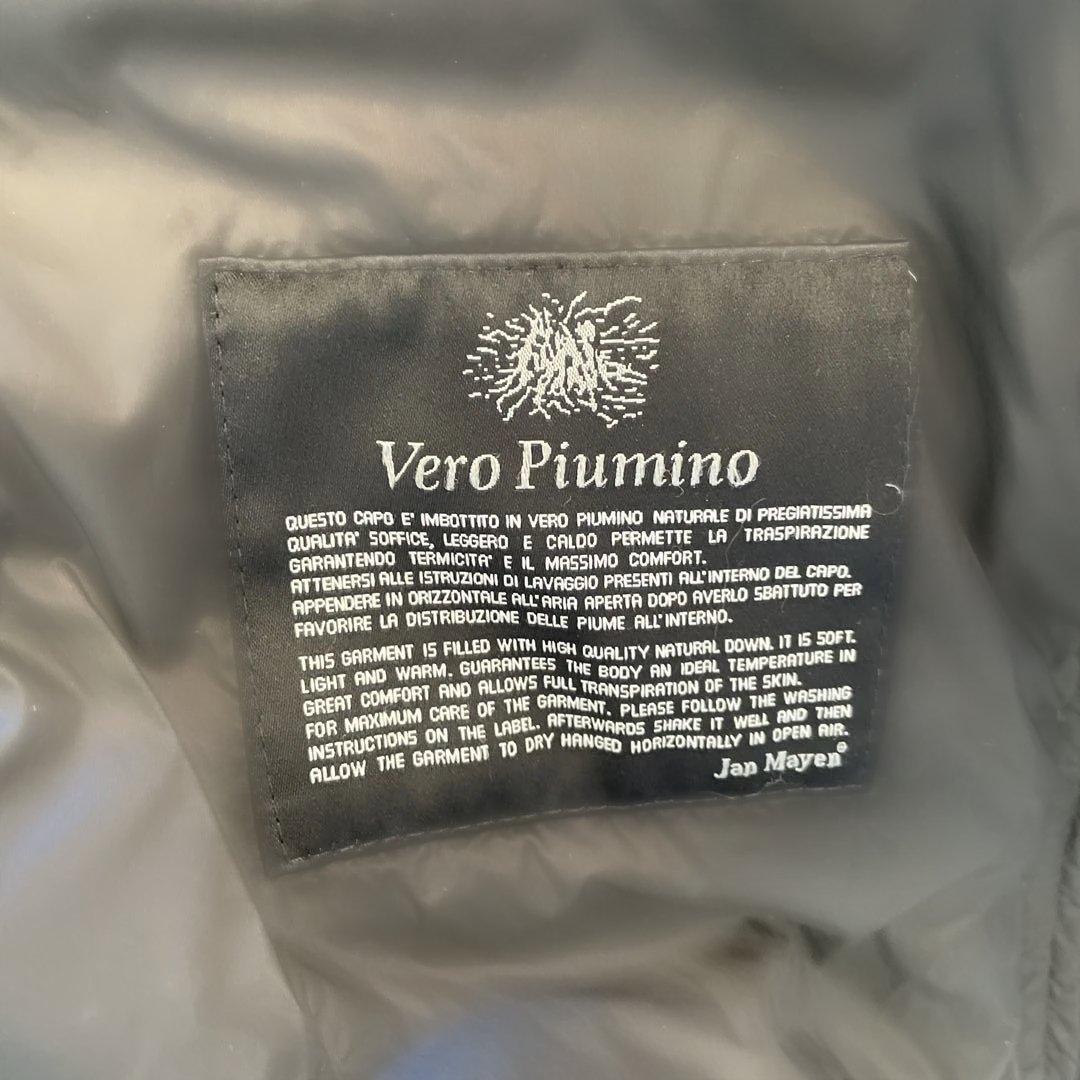 Vero Piumino
QUESTO CAPO E' IMBOTTITO IN VERO PIUMINO NATURALE DI PREGIATISSIMA
QUALITA' SOFFICE, LEGGERO E CALDO PERMETTE LA TRASPIRAZIONE
GARANTENDO TERMICITA' E IL MASSIMO COMFORT.
ATTENERSI ALLE ISTRUZIONI DI LAVAGGIO PRESENTI ALL'INTERNO DEL CAPO.
APPENDERE IN ORIZZONTALE ALL'ARIA APERTA DOPO AVERLO SBATTUTO PER
FAVORIRE LA DISTRIBUZIONE DELLE PIUME ALL'INTERNO.
THIS GARMENT IS FILLED WITH HIGH QUALITY NATURAL DOWN. IT IS SOFT.
LIGHT AND WARM. GUARANTEES THE BODY AN IDEAL TEMPERATURE IN
GREAT COMFORT AND ALLOWS FULL TRANSPIRATION OF THE SKIN.
FOR MAXIMUM CARE OF THE GARMENT, PLEASE FOLLOW THE WASHING
INSTRUCTIONS ON THE LABEL. AFTERWARDS SHAKE IT WELL AND THEN
ALLOW THE GARMENT TO DRY HANGED HORIZONTALLY IN OPEN AIR.
Jan Mayen®